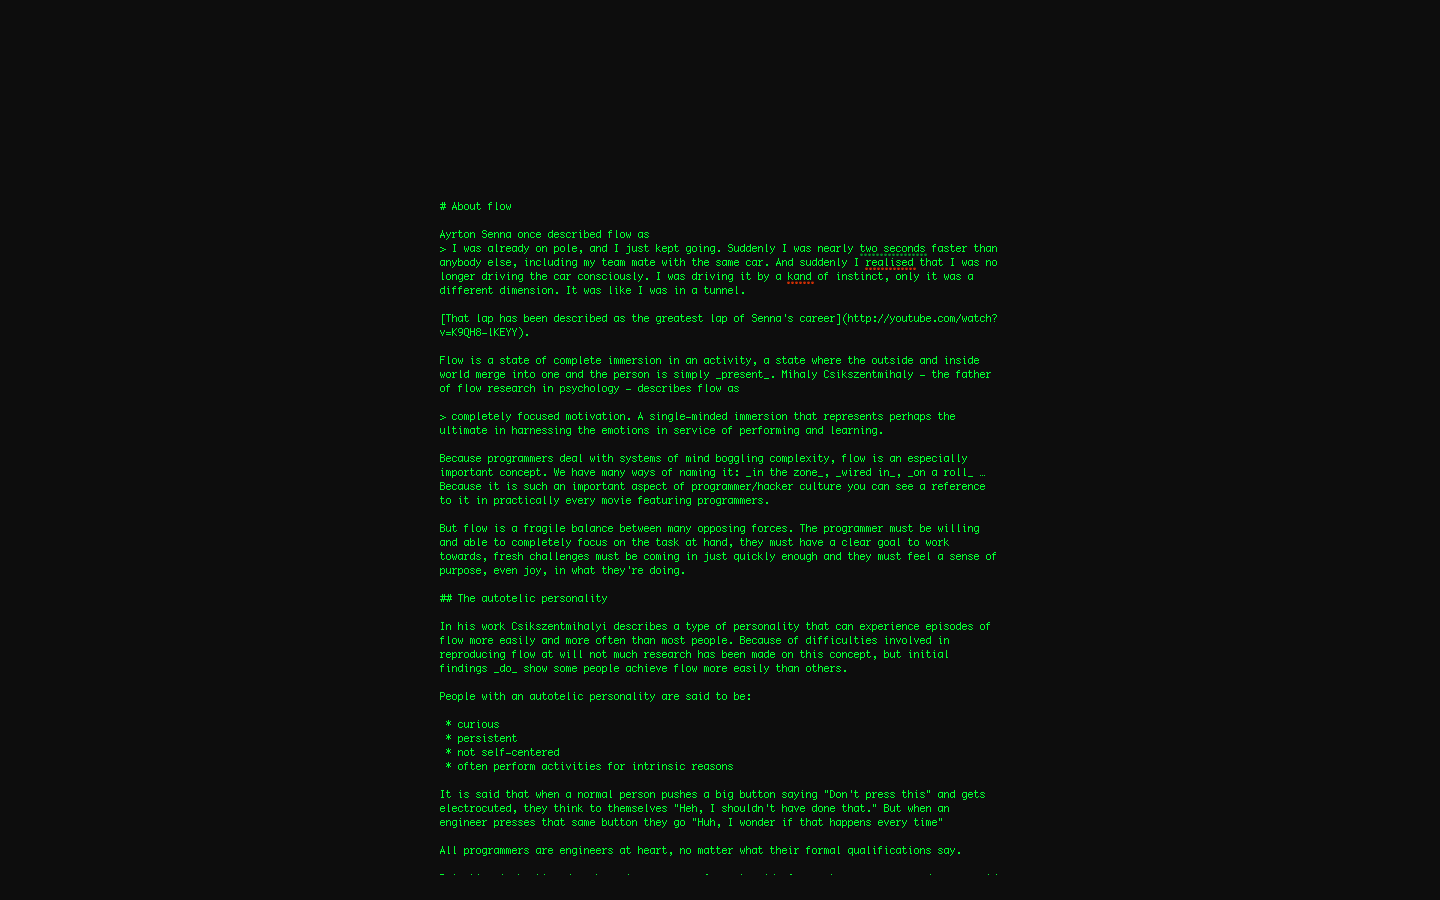 # About flow
Ayrton Senna once described flow as
> I was already on pole, and I just kept going. Suddenly I was nearly two seconds faster than
anybody else, including my team mate with the same car. And suddenly I realised that I was no
longer driving the car consciously. I was driving it by a kand of instinct, only it was a
different dimension. It was like I was in a tunnel.
[That lap has been described as the greatest lap of Senna's career](http://youtube.com/watch?
v=K9QH8-lKEYY).
Flow is a state of complete immersion in an activity, a state where the outside and inside
world merge into one and the person is simply _present_. Mihaly Csikszentmihaly – the father
of flow research in psychology – describes flow as
> completely focused motivation. A single-minded immersion that represents perhaps the
ultimate in harnessing the emotions in service of performing and learning.
Because programmers deal with systems of mind boggling complexity, flow is an especially
important concept. We have many ways of naming it: _in the zone_, _wired in_, _on a roll_ …
Because it is such an important aspect of programmer/hacker culture you can see a reference
to it in practically every movie featuring programmers.
But flow is a fragile balance between many opposing forces. The programmer must be willing
and able to completely focus on the task at hand, they must have a clear goal to work
towards, fresh challenges must be coming in just quickly enough and they must feel a sense of
purpose, even joy, in what they're doing.
## The autotelic personality
In his work Csikszentmihalyi describes a type of personality that can experience episodes of
flow more easily and more often than most people. Because of difficulties involved in
reproducing flow at will not much research has been made on this concept, but initial
findings _do_ show some people achieve flow more easily than others.
People with an autotelic personality are said to be:
* curious
* persistent
* not self-centered
* often perform activities for intrinsic reasons
It is said that when a normal person pushes a big button saying "Don't press this" and gets
electrocuted, they think to themselves "Heh, I shouldn't have done that." But when an
engineer presses that same button they go "Huh, I wonder if that happens every time"
All programmers are engineers at heart, no matter what their formal qualifications say.